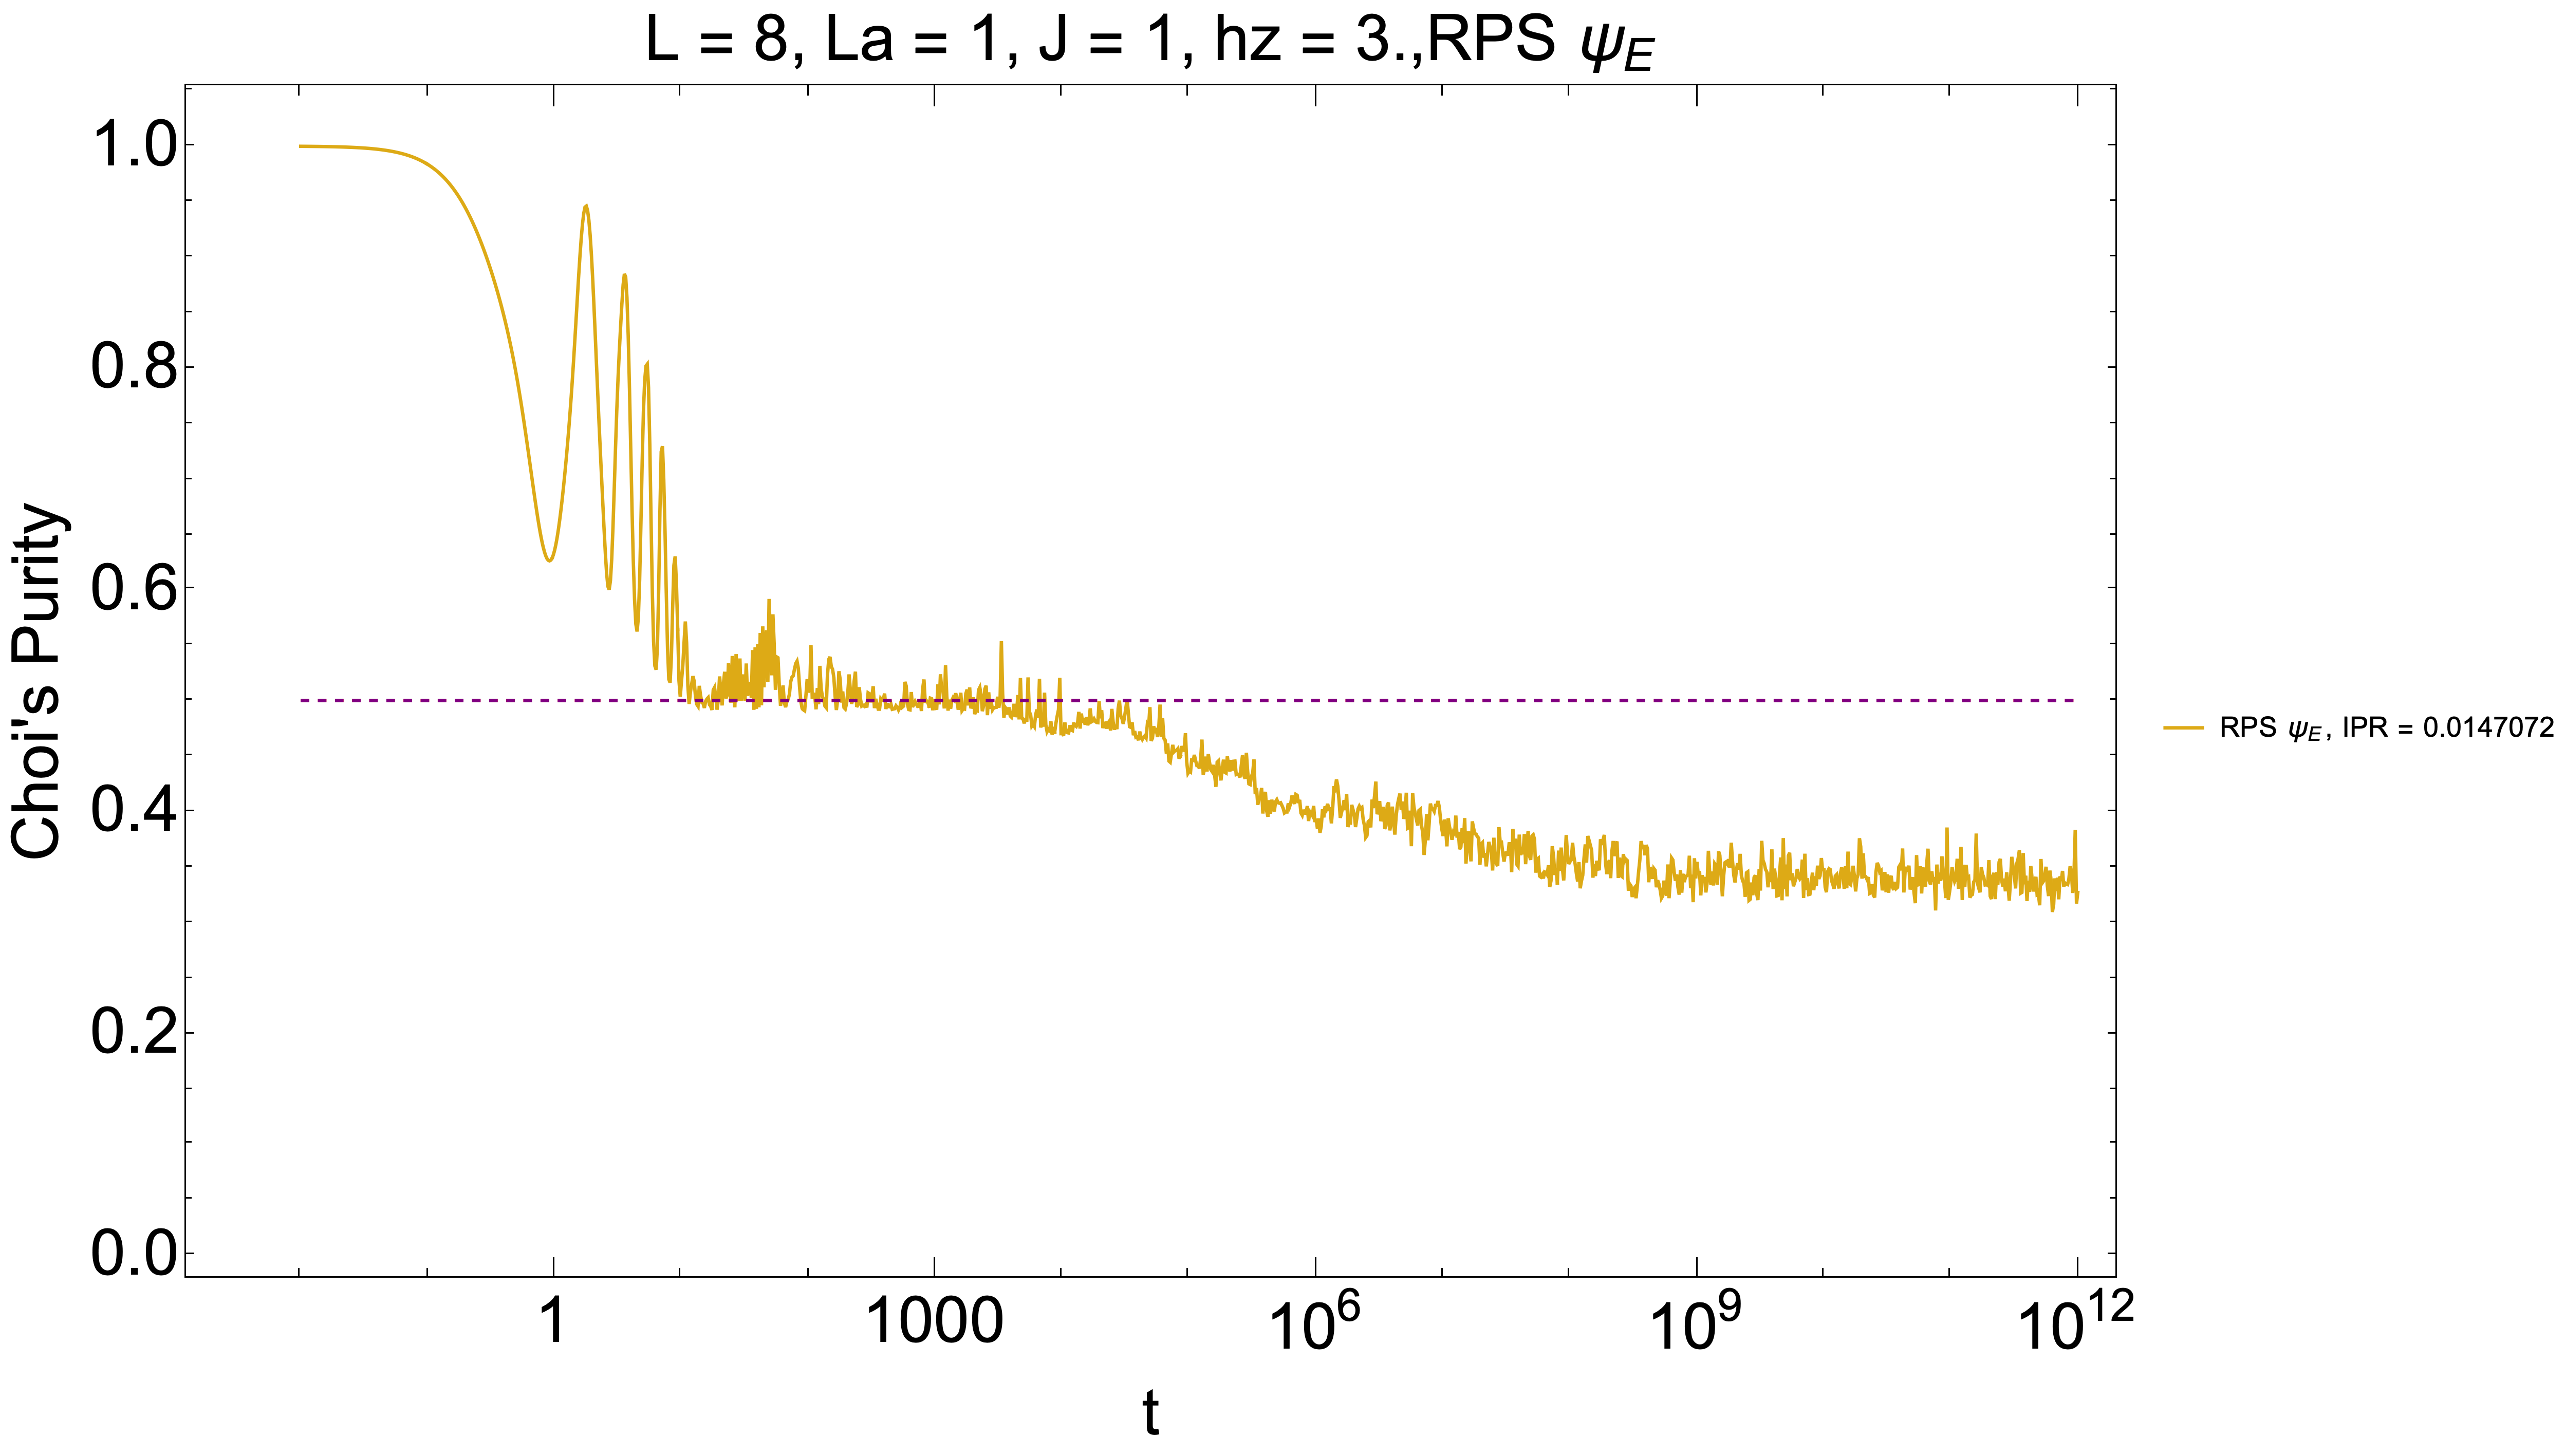 L = 8, La = 1, J = 1, hz = 3.,RPS ψE
Choi's Purity
1.0
0.8
0.6
0.4
0.2
0.0
1 1000 10^6 10^9 10^12
t
RPS ψE, IPR = 0.0147072